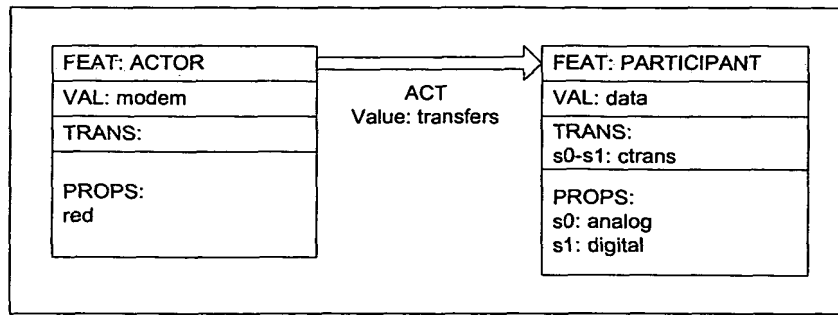 FEAT: ACTOR
VAL: modem
TRANS:
PROPS:
red
ACT
Value: transfers
FEAT: PARTICIPANT
VAL: data
TRANS:
s0-s1: ctrans
PROPS:
s0: analog
s1: digital